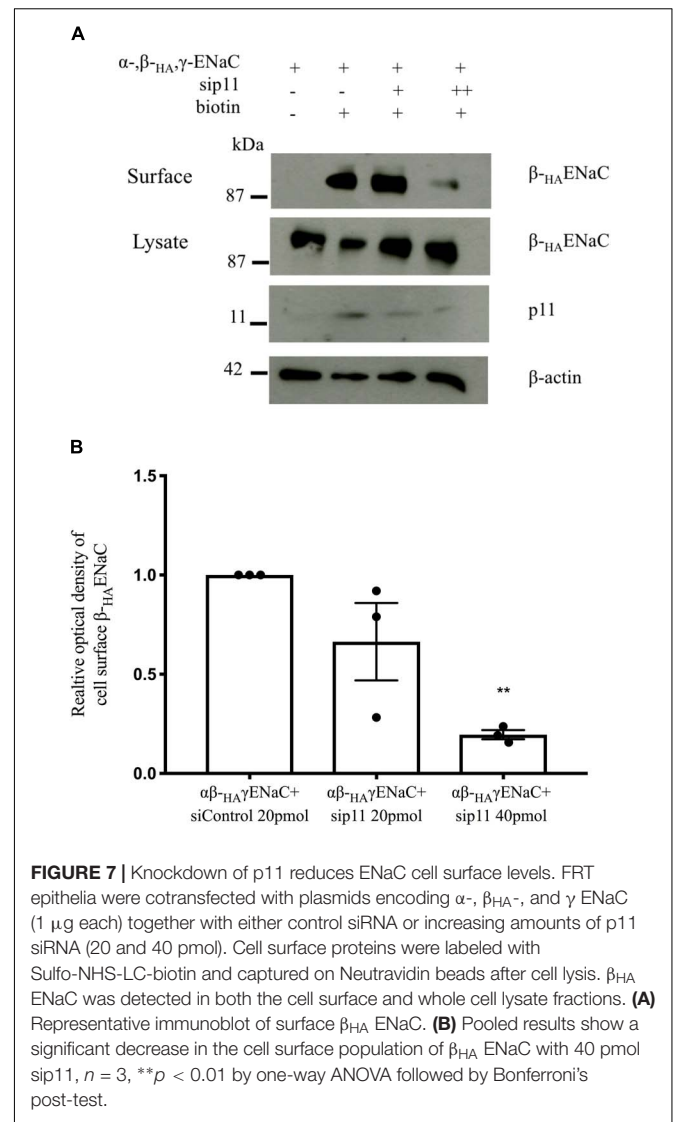 A
α-,β-HA,γ-ENaC + + + +
sip11 - - + ++
biotin - + + +
kDa
Surface 87 β-HAENaC
Lysate 87 β-HAENaC
11 p11
42 β-actin
B
Realtive optical density of
cell surface β-HAENaC
1.5
1.0
0.5
0.0
**
αβ-HAγENaC+ αβ-HAγENaC+ αβ-HAγENaC+
siControl 20pmol sip11 20pmol sip11 40pmol
FIGURE 7 | Knockdown of p11 reduces ENaC cell surface levels. FRT
epithelia were cotransfected with plasmids encoding α-, βHA-, and γ ENaC
(1 μg each) together with either control siRNA or increasing amounts of p11
siRNA (20 and 40 pmol). Cell surface proteins were labeled with
Sulfo-NHS-LC-biotin and captured on Neutravidin beads after cell lysis. βHA
ENaC was detected in both the cell surface and whole cell lysate fractions. (A)
Representative immunoblot of surface βHA ENaC. (B) Pooled results show a
significant decrease in the cell surface population of βHA ENaC with 40 pmol
sip11, n = 3, **p < 0.01 by one-way ANOVA followed by Bonferroni's
post-test.